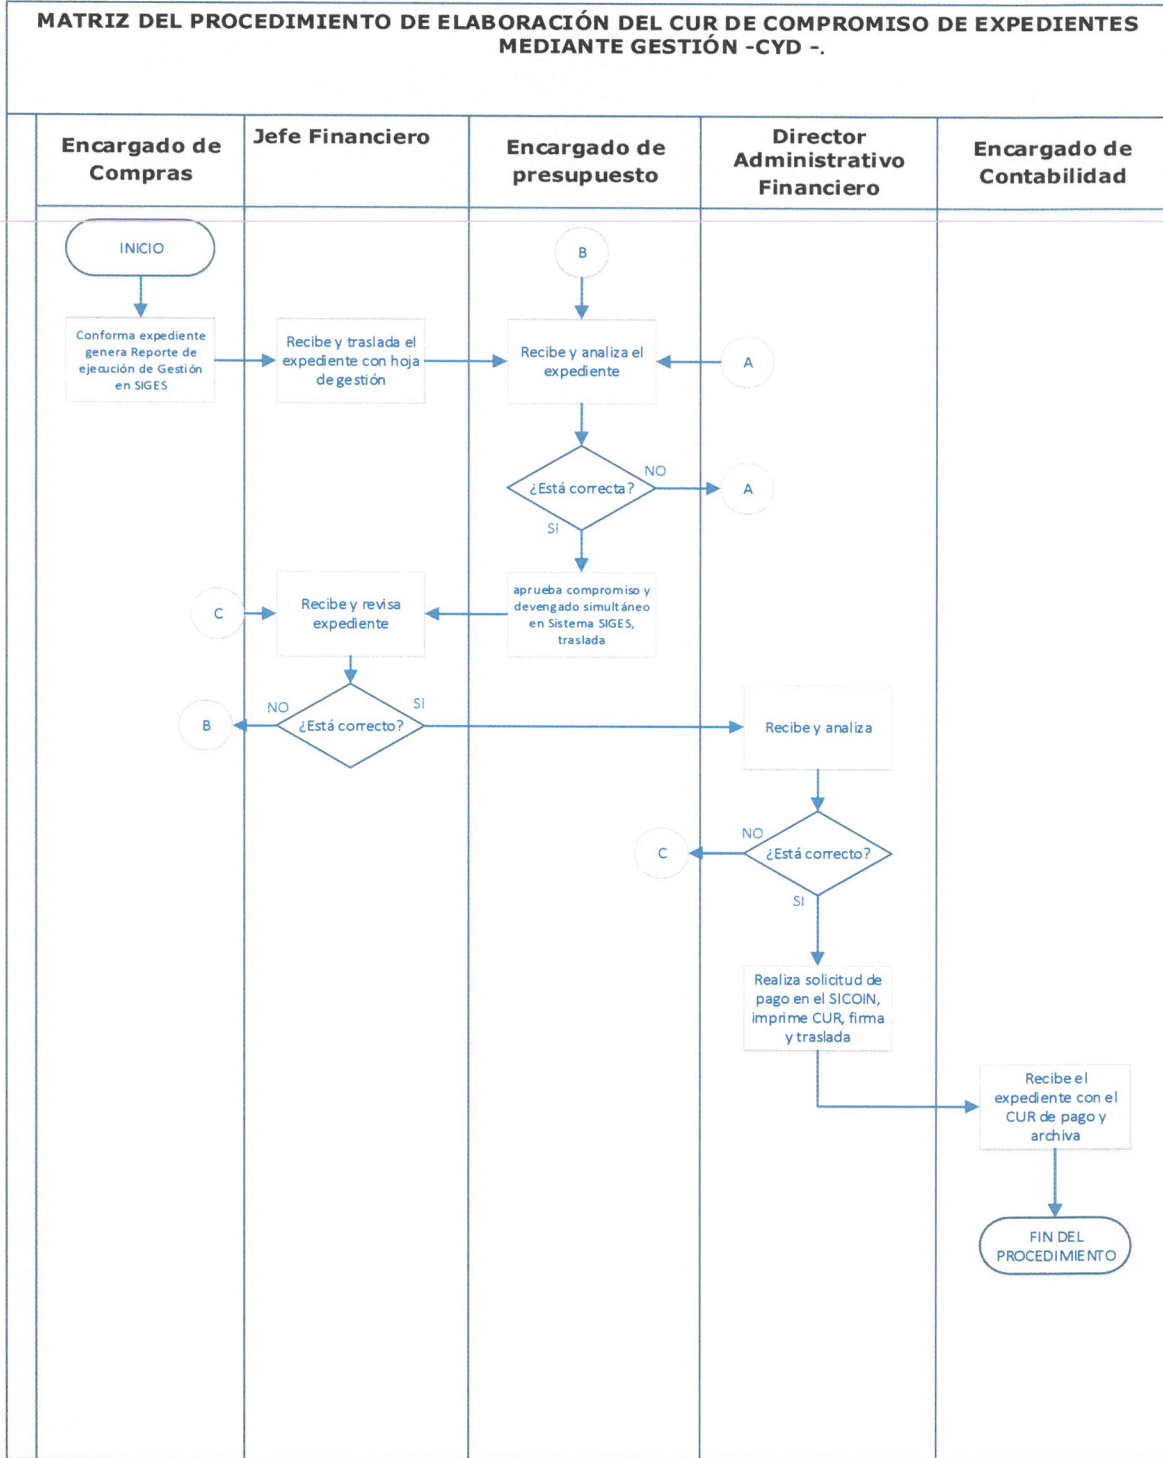 MATRIZ DEL PROCEDIMIENTO DE ELABORACIÓN DEL CUR DE COMPROMISO DE EXPEDIENTES
MEDIANTE GESTIÓN -CYD -.
Encargado de
Compras
Jefe Financiero
Encargado de
presupuesto
Director
Administrativo
Financiero
Encargado de
Contabilidad
INICIO
B
Conforma expediente
genera Reporte de
ejecución de Gestión
en SIGES
Recibe y traslada el
expediente con hoja
de gestión
Recibe y analiza el
expediente
A
¿Está correcta?
NO
A
SI
aprueba compromiso y
devengado simultáneo
en Sistema SIGES,
traslada
C
Recibe y revisa
expediente
B
NO
¿Está correcto?
SI
Recibe y analiza
C
NO
¿Está correcto?
SI
Realiza solicitud de
pago en el SICOIN,
imprime CUR, firma
y traslada
Recibe el
expediente con el
CUR de pago y
archiva
FIN DEL
PROCEDIMIENTO